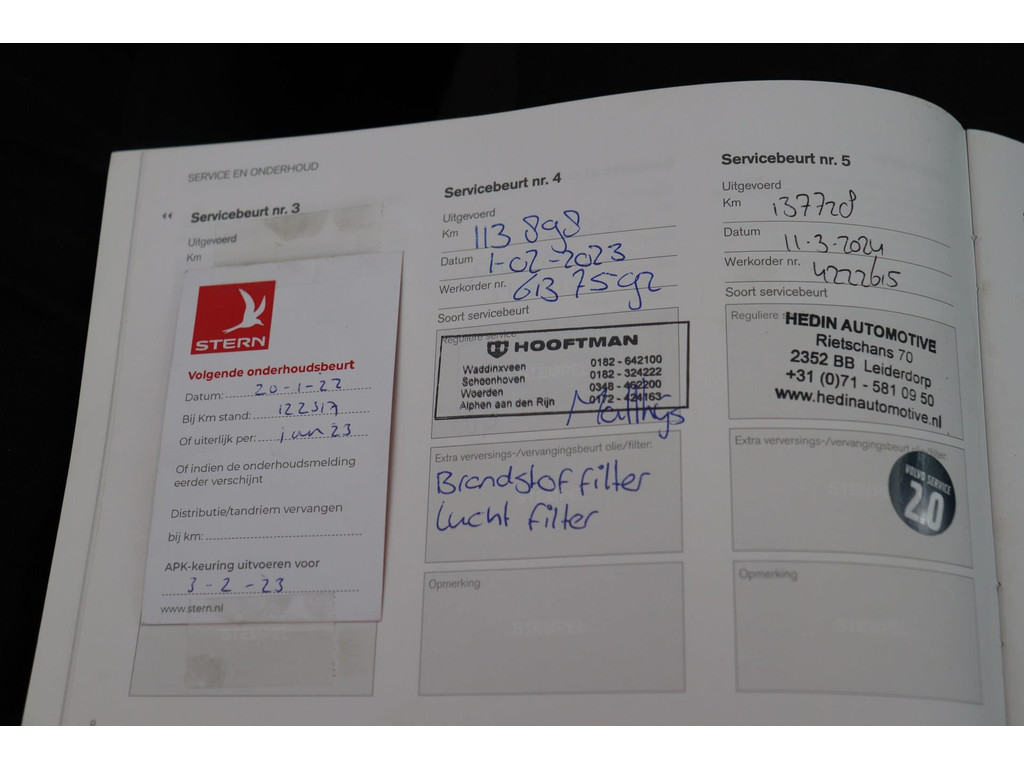 SERVICE EN ONDERHOUD
Servicebeurt nr. 3
Uitgevoerd
Km
STERN
Volgende onderhoudsbeurt
Datum: 20-1-22
Bij Km stand: 122317
Of uiterlijk per: jan 23
Of indien de onderhoudsmelding
eerder verschijnt
Distributie/tandriem vervangen
bij km:
APK-keuring uitvoeren voor
3-2-23
www.stern.nl
Servicebeurt nr. 4
Uitgevoerd
Km 113 898
Datum 1-02-2023
Werkorder nr. 6137592
Soort servicebeurt
Reguliere service
HOOFTMAN
Waddinxveen 0182 - 642100
Schoonhoven 0182 - 324222
Woerden 0348 - 462200
Alphen aan den Rijn 0172 - 424163
Matthijs
Extra verversings-/vervangingsbeurt olie/filter:
Brandstof filter
Lucht filter
Opmerking
Servicebeurt nr. 5
Uitgevoerd
Km 137728
Datum 11-3-2024
Werkorder nr. 4222615
Soort servicebeurt
Reguliere
HEDIN AUTOMOTIVE
Rietschans 70
2352 BB Leiderdorp
+31 (0)71 - 581 09 50
www.hedinautomotive.nl
Extra verversings-/vervangingsbeurt olie/filter:
VOLVO SERVICE
2.0
Opmerking